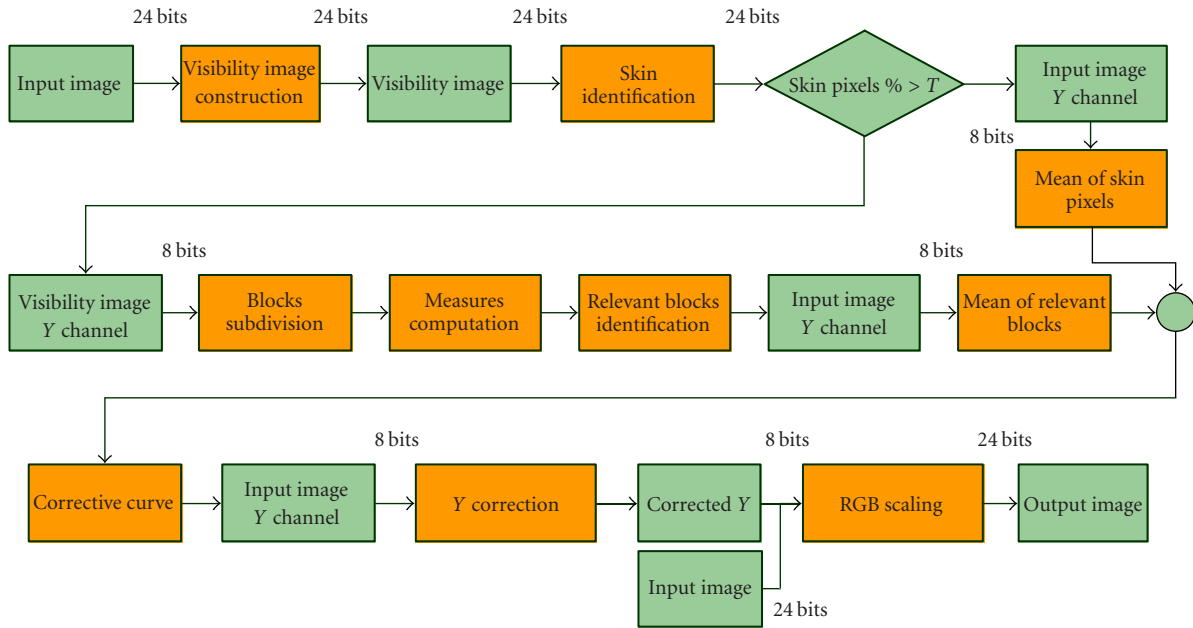 24 bits
24 bits
24 bits
24 bits
Input image
Visibility image
construction
Visibility image
Skin
identification
Skin pixels % > T
Input image
Y channel
8 bits
Mean of skin
pixels
8 bits
8 bits
Visibility image
Y channel
Blocks
subdivision
Measures
computation
Relevant blocks
identification
Input image
Y channel
Mean of relevant
blocks
8 bits
8 bits
24 bits
Corrective curve
Input image
Y channel
Y correction
Corrected Y
RGB scaling
Output image
Input image
24 bits